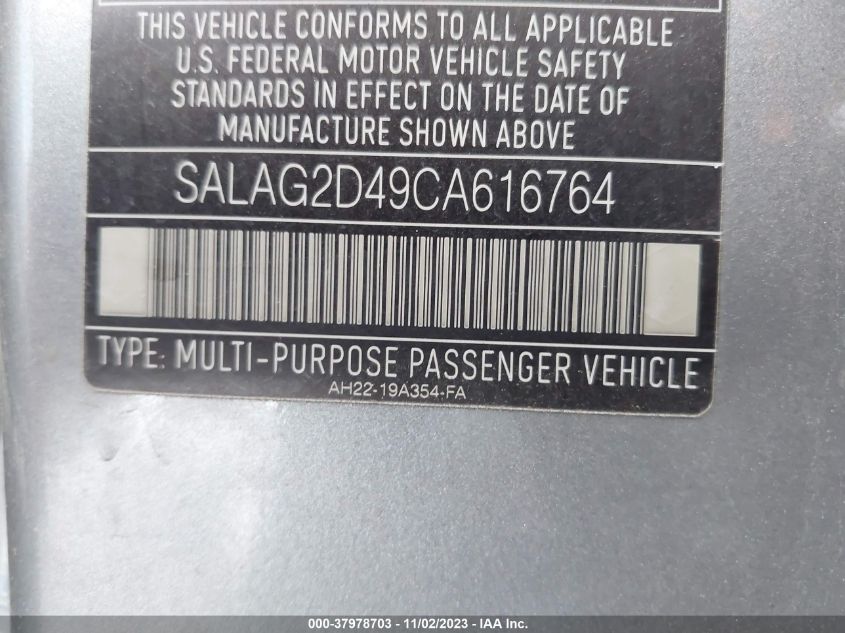 THIS VEHICLE CONFORMS TO ALL APPLICABLE
U.S. FEDERAL MOTOR VEHICLE SAFETY
STANDARDS IN EFFECT ON THE DATE OF
MANUFACTURE SHOWN ABOVE
SALAG2D49CA616764
TYPE: MULTI-PURPOSE PASSENGER VEHICLE
AH22-19A354-FA
000-37978703 - 11/02/2023 - IAA Inc.